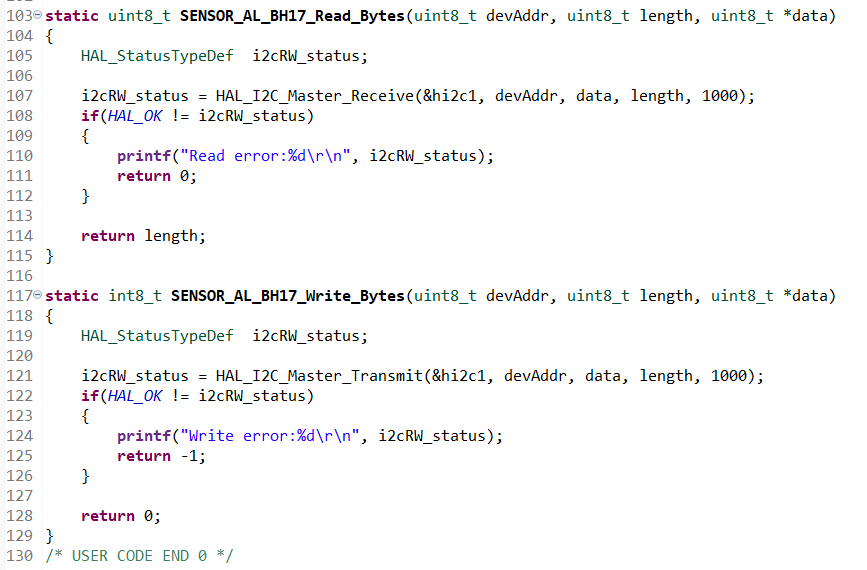 103 static uint8_t SENSOR_AL_BH17_Read_Bytes(uint8_t devAddr, uint8_t length, uint8_t *data)
104 {
105     HAL_StatusTypeDef  i2cRW_status;
106
107     i2cRW_status = HAL_I2C_Master_Receive(&hi2c1, devAddr, data, length, 1000);
108     if(HAL_OK != i2cRW_status)
109     {
110         printf("Read error:%d\r\n", i2cRW_status);
111         return 0;
112     }
113
114     return length;
115 }
116
117 static int8_t SENSOR_AL_BH17_Write_Bytes(uint8_t devAddr, uint8_t length, uint8_t *data)
118 {
119     HAL_StatusTypeDef  i2cRW_status;
120
121     i2cRW_status = HAL_I2C_Master_Transmit(&hi2c1, devAddr, data, length, 1000);
122     if(HAL_OK != i2cRW_status)
123     {
124         printf("Write error:%d\r\n", i2cRW_status);
125         return -1;
126     }
127
128     return 0;
129 }
130 /* USER CODE END 0 */